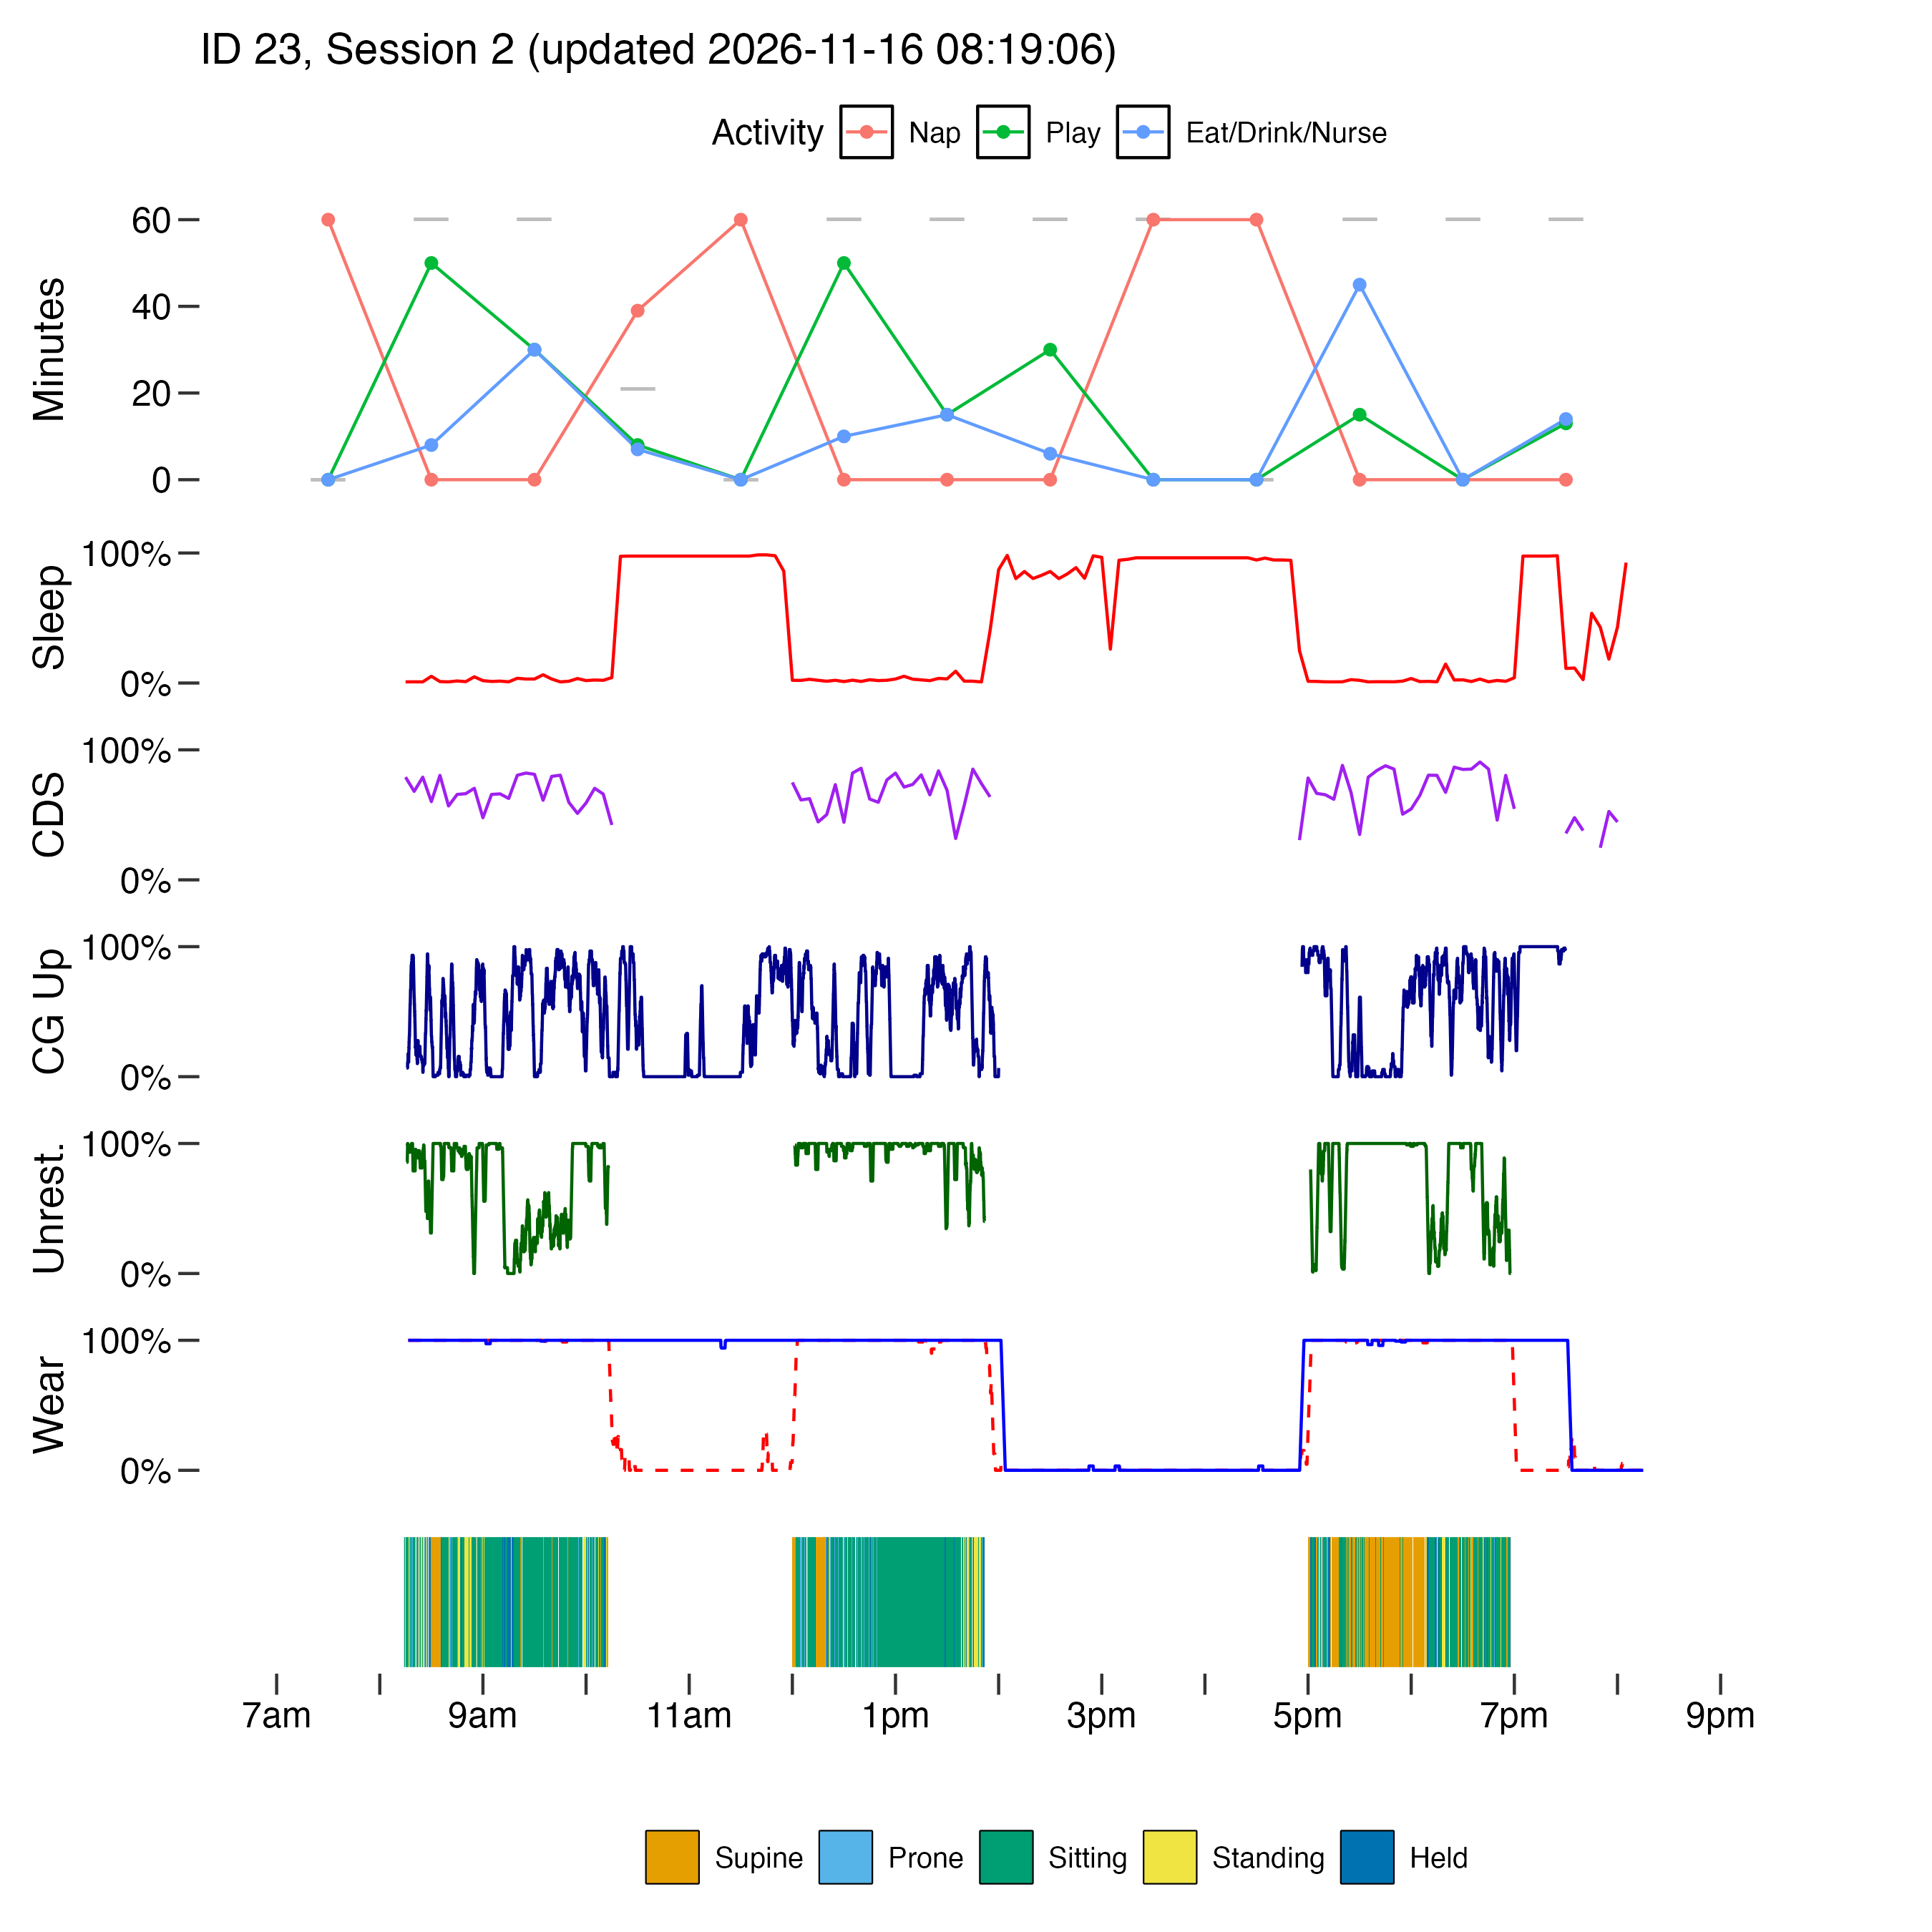 ID 23, Session 2 (updated 2026-11-16 08:19:06)
Activity Nap Play Eat/Drink/Nurse
Minutes
60
40
20
0
Sleep
100%
0%
CDS
100%
0%
CG Up
100%
0%
Unrest.
100%
0%
Wear
100%
0%
7am 9am 11am 1pm 3pm 5pm 7pm 9pm
Supine Prone Sitting Standing Held